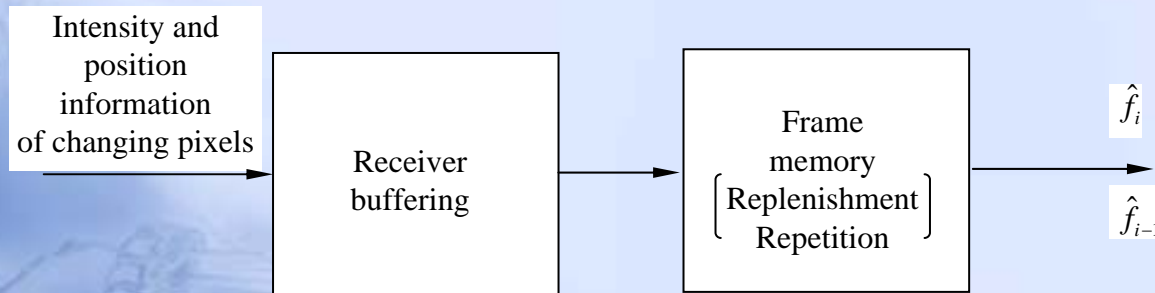 Intensity and
position
information
of changing pixels
Receiver
buffering
Frame
memory
Replenishment
Repetition
f̂ᵢ
f̂ᵢ₋₁